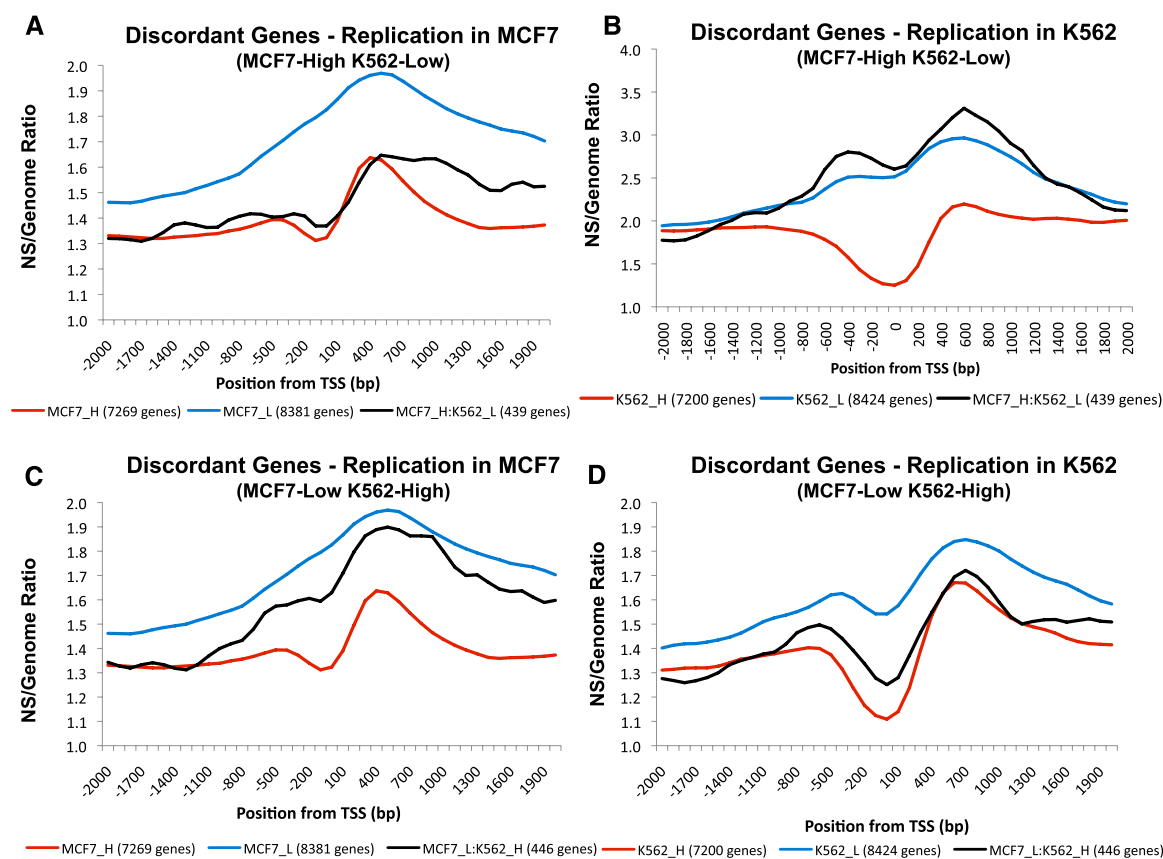 A
Discordant Genes - Replication in MCF7
(MCF7-High K562-Low)
NS/Genome Ratio
2.0
1.9
1.8
1.7
1.6
1.5
1.4
1.3
1.2
1.1
1.0
-2000 -1700 -1400 -1100 -800 -500 -200 100 400 700 1000 1300 1600 1900
Position from TSS (bp)
MCF7_H (7269 genes) MCF7_L (8381 genes) MCF7_H:K562_L (439 genes)
B
Discordant Genes - Replication in K562
(MCF7-High K562-Low)
NS/Genome Ratio
4.0
3.5
3.0
2.5
2.0
1.5
1.0
-2000 -1800 -1600 -1400 -1200 -1000 -800 -600 -400 -200 0 200 400 600 800 1000 1200 1400 1600 1800 2000
Position from TSS (bp)
K562_H (7200 genes) K562_L (8424 genes) MCF7_H:K562_L (439 genes)
C
Discordant Genes - Replication in MCF7
(MCF7-Low K562-High)
NS/Genome Ratio
2.0
1.9
1.8
1.7
1.6
1.5
1.4
1.3
1.2
1.1
1.0
-2000 -1700 -1400 -1100 -800 -500 -200 100 400 700 1000 1300 1600 1900
Position from TSS (bp)
MCF7_H (7269 genes) MCF7_L (8381 genes) MCF7_L:K562_H (446 genes)
D
Discordant Genes - Replication in K562
(MCF7-Low K562-High)
NS/Genome Ratio
2.0
1.9
1.8
1.7
1.6
1.5
1.4
1.3
1.2
1.1
1.0
-2000 -1700 -1400 -1100 -800 -500 -200 100 400 700 1000 1300 1600 1900
Position from TSS (bp)
K562_H (7200 genes) K562_L (8424 genes) MCF7_L:K562_H (446 genes)